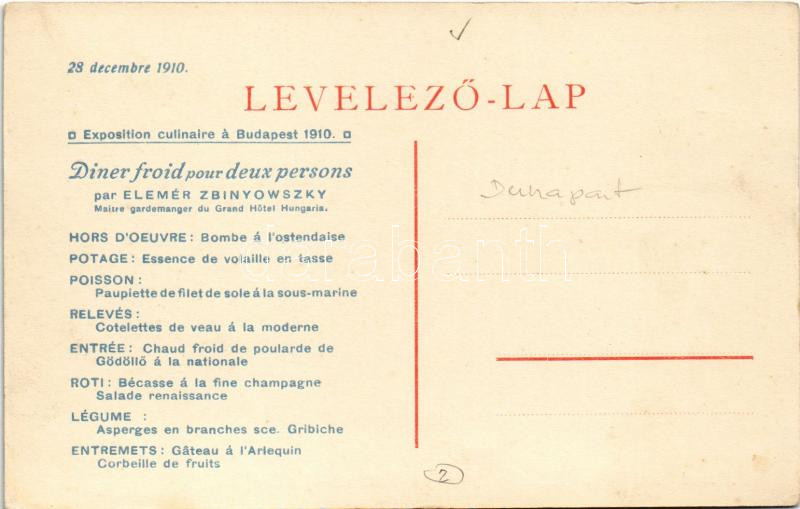 28 decembre 1910.
LEVELEZŐ-LAP
Exposition culinaire à Budapest 1910.
Diner froid pour deux persons
par ELEMÉR ZBINYOWSZKY
Maitre gardemanger du Grand Hôtel Hungaria.
HORS D'OEUVRE: Bombe á l'ostendaise
POTAGE: Essence de volaille en tasse
POISSON:
Paupiette de filet de sole á la sous-marine
RELEVÉS:
Cotelettes de veau á la moderne
ENTRÉE: Chaud froid de poularde de
Gödöllő á la nationale
ROTI: Bécasse á la fine champagne
Salade renaissance
LÉGUME :
Asperges en branches sce. Gribiche
ENTREMETS: Gâteau á l'Arlequin
Corbeille de fruits
Dunapart
darabanth
2